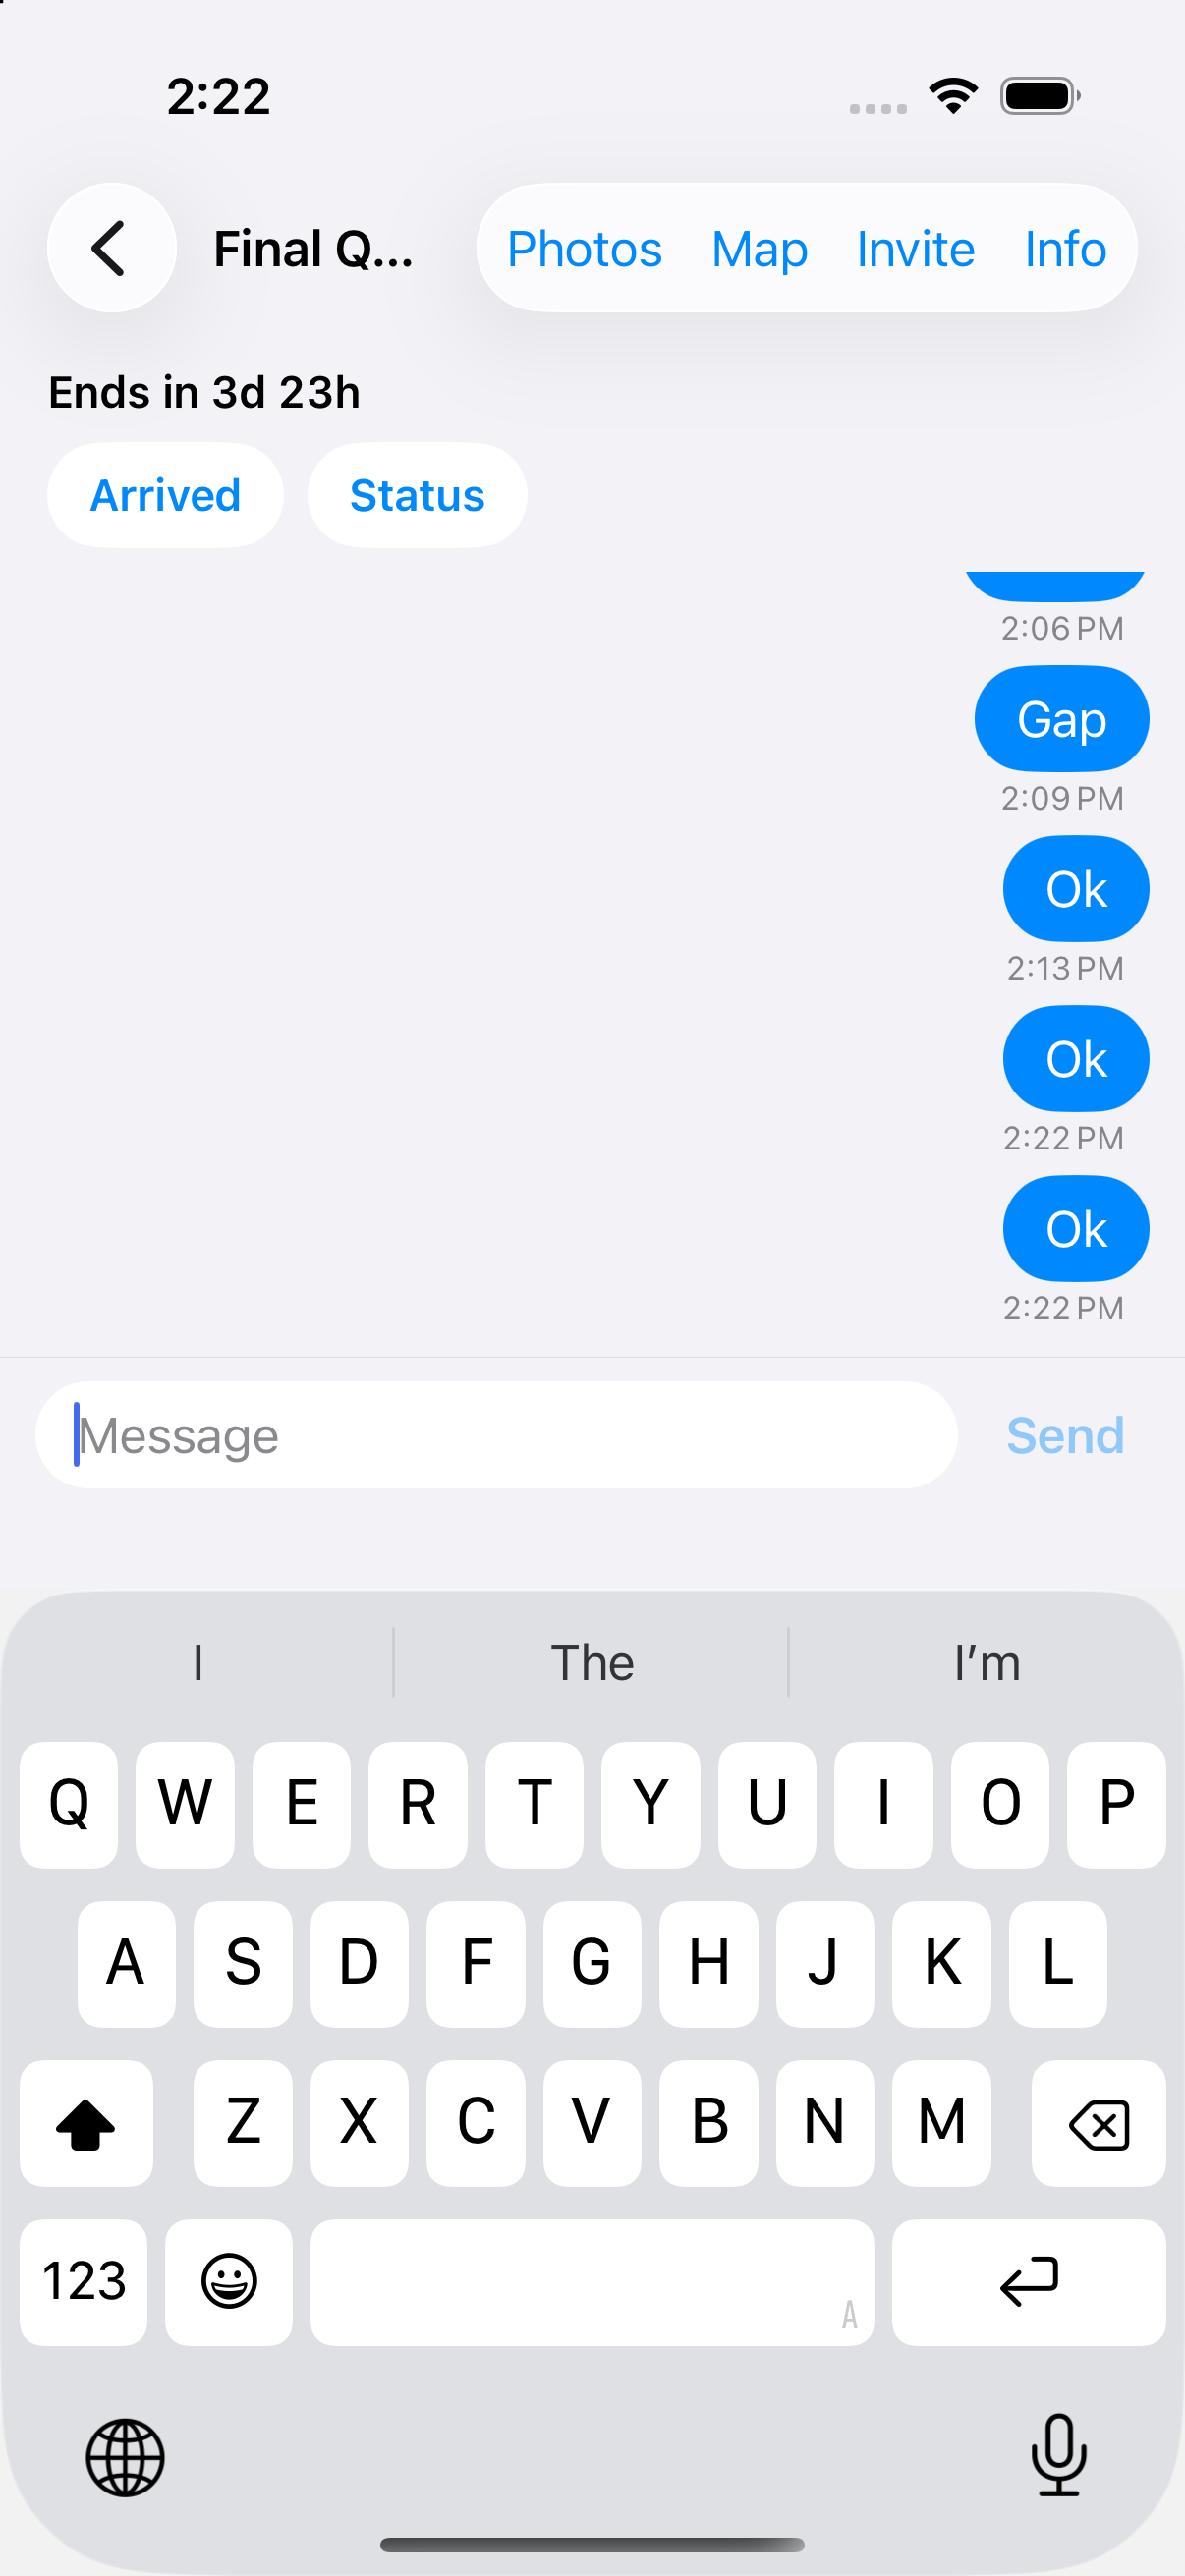 2:22
Final Q...
Photos Map Invite Info
Ends in 3d 23h
Arrived Status
2:06 PM
Gap
2:09 PM
Ok
2:13 PM
Ok
2:22 PM
Ok
2:22 PM
Message Send
I The I’m
Q W E R T Y U I O P
A S D F G H J K L
Z X C V B N M
123
A